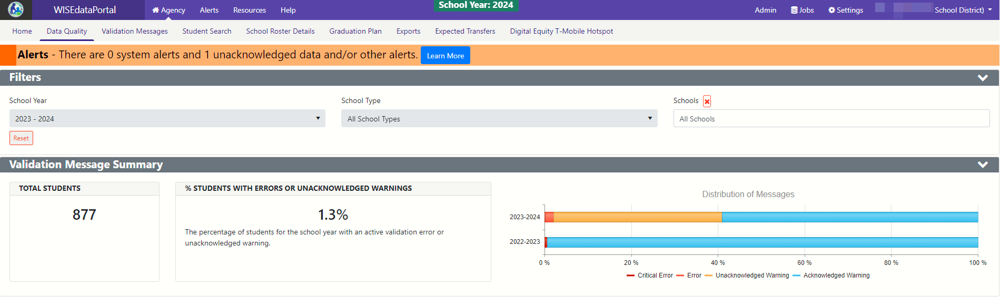 WISEdataPortal Agency Alerts Resources Help School Year: 2024 Admin Jobs Settings School District)
Home Data Quality Validation Messages Student Search School Roster Details Graduation Plan Exports Expected Transfers Digital Equity T-Mobile Hotspot
Alerts - There are 0 system alerts and 1 unacknowledged data and/or other alerts. Learn More
Filters
School Year School Type Schools
2023 - 2024 All School Types All Schools
Reset
Validation Message Summary
TOTAL STUDENTS
877
% STUDENTS WITH ERRORS OR UNACKNOWLEDGED WARNINGS
1.3%
The percentage of students for the school year with an active validation error or
unacknowledged warning.
Distribution of Messages
2023-2024
2022-2023
0 % 20 % 40 % 60 % 80 % 100 %
Critical Error Error Unacknowledged Warning Acknowledged Warning